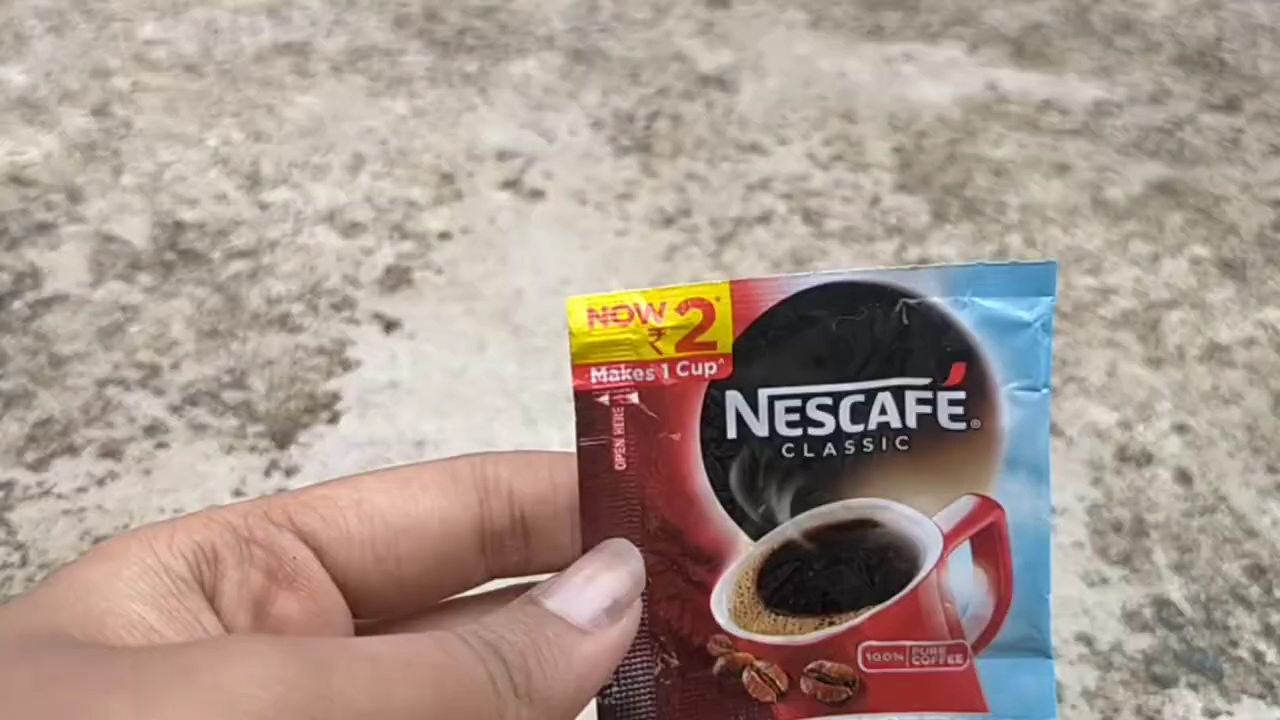 NOW
₹2*
Makes 1 Cup^
OPEN HERE
NESCAFÉ®
CLASSIC
100% PURE COFFEE